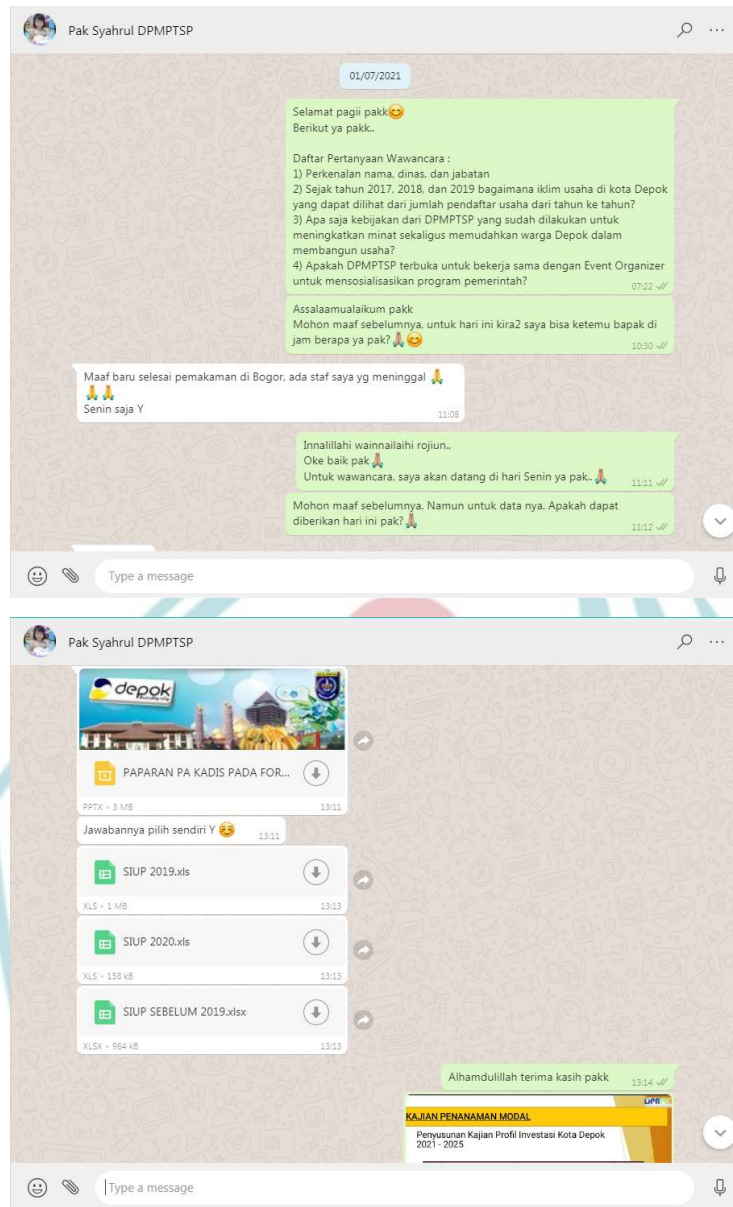 Pak Syahrul DPMPTSP
01/07/2021
Selamat pagii pakk😊
Berikut ya pakk..
Daftar Pertanyaan Wawancara :
1) Perkenalan nama, dinas, dan jabatan
2) Sejak tahun 2017, 2018, dan 2019 bagaimana iklim usaha di kota Depok
yang dapat dilihat dari jumlah pendaftar usaha dari tahun ke tahun?
3) Apa saja kebijakan dari DPMPTSP yang sudah dilakukan untuk
meningkatkan minat sekaligus memudahkan warga Depok dalam
membangun usaha?
4) Apakah DPMPTSP terbuka untuk bekerja sama dengan Event Organizer
untuk mensosialisasikan program pemerintah?
07:22
Assalaamualaikum pakk
Mohon maaf sebelumnya, untuk hari ini kira2 saya bisa ketemu bapak di
jam berapa ya pak?🙏😊
10:30
Maaf baru selesai pemakaman di Bogor, ada staf saya yg meninggal 🙏
🙏🙏
Senin saja Y
11:08
Innalillahi wainnailaihi rojiun..
Oke baik pak🙏
Untuk wawancara, saya akan datang di hari Senin ya pak..🙏
11:11
Mohon maaf sebelumnya. Namun untuk data nya. Apakah dapat
diberikan hari ini pak?🙏
11:12
Type a message
Pak Syahrul DPMPTSP
depok
PAPARAN PA KADIS PADA FOR...
PPTX • 3 MB 13:11
Jawabannya pilih sendiri Y ☺️ 13:11
SIUP 2019.xls
XLS • 1 MB 13:13
SIUP 2020.xls
XLS • 158 kB 13:13
SIUP SEBELUM 2019.xlsx
XLSX • 964 kB 13:13
Alhamdulillah terima kasih pakk 13:14
KAJIAN PENANAMAN MODAL
Penyusunan Kajian Profil Investasi Kota Depok
2021 - 2025
Type a message